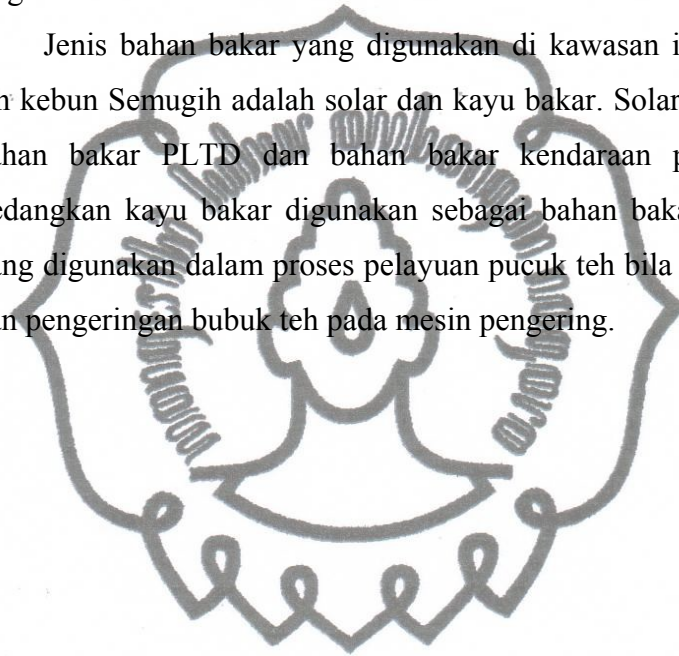 Jenis bahan bakar yang digunakan di kawasan i
kebun Semugih adalah solar dan kayu bakar. Solar
ahan bakar PLTD dan bahan bakar kendaraan p
edangkan kayu bakar digunakan sebagai bahan baka
ang digunakan dalam proses pelayuan pucuk teh bila
an pengeringan bubuk teh pada mesin pengering.